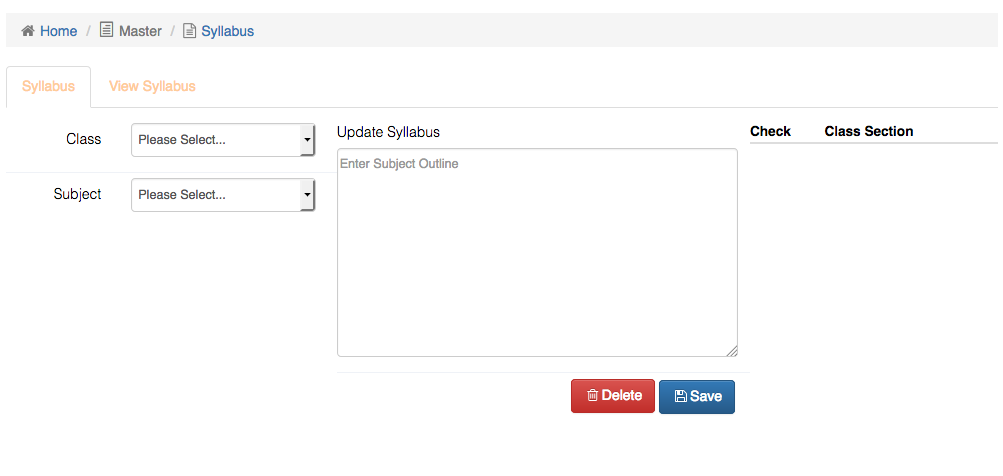 Home / Master / Syllabus
Syllabus View Syllabus
Class Please Select...
Subject Please Select...
Update Syllabus
Enter Subject Outline
Delete Save
Check Class Section